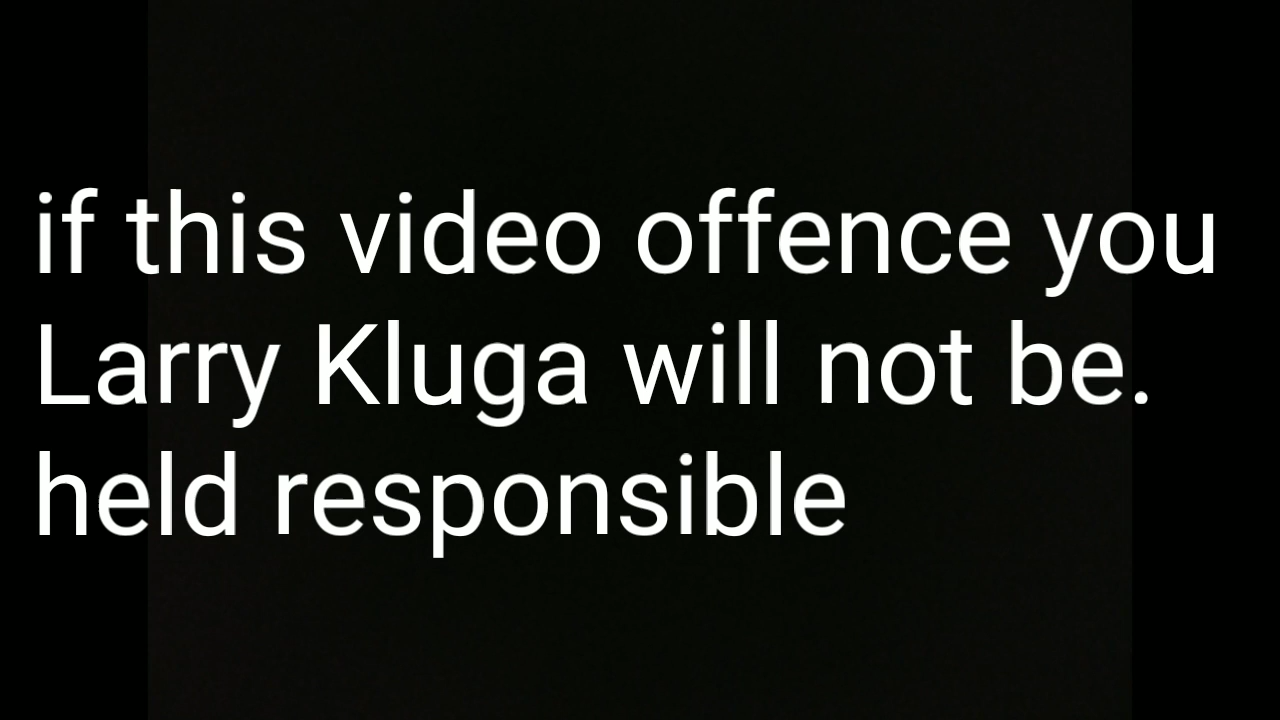 if this video offence you
Larry Kluga will not be.
held responsible